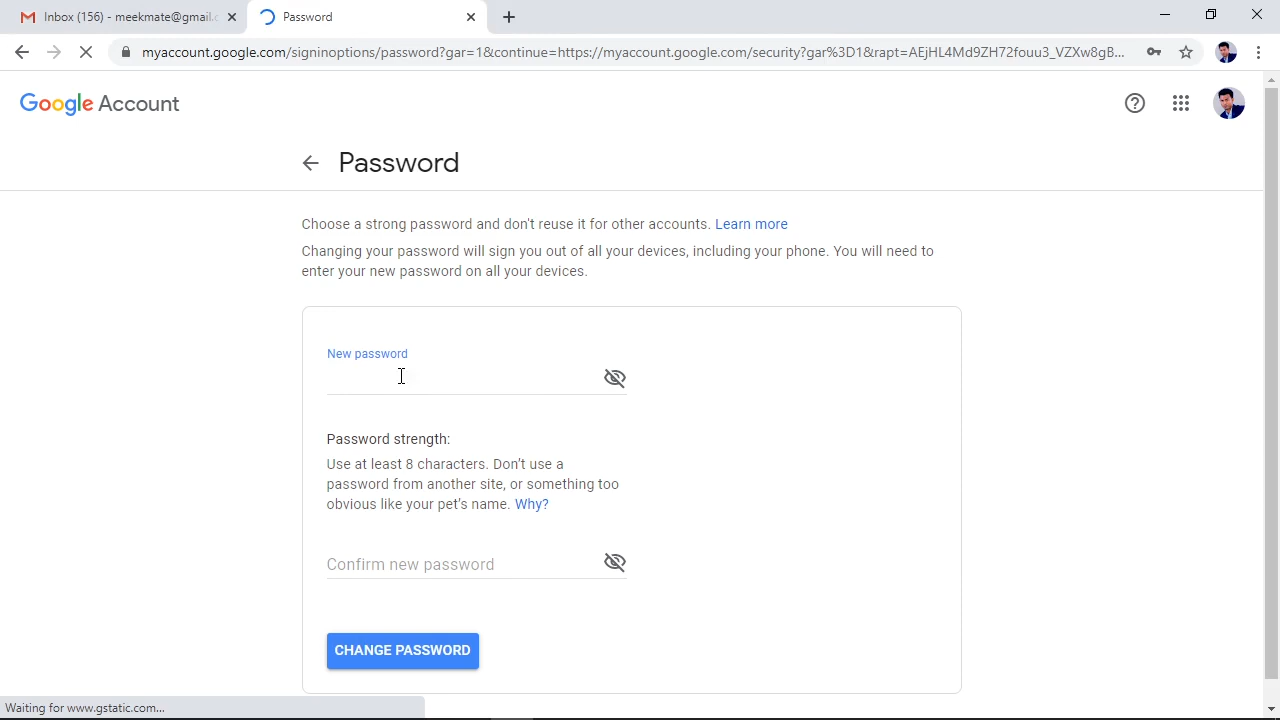 Inbox (156) - meekmate@gmail.c
Password
myaccount.google.com/signinoptions/password?gar=1&continue=https://myaccount.google.com/security?gar%3D1&rapt=AEjHL4Md9ZH72fouu3_VZXw8gB...
Google Account
Password
Choose a strong password and don't reuse it for other accounts. Learn more
Changing your password will sign you out of all your devices, including your phone. You will need to
enter your new password on all your devices.
New password
Password strength:
Use at least 8 characters. Don't use a
password from another site, or something too
obvious like your pet's name. Why?
Confirm new password
CHANGE PASSWORD
Waiting for www.gstatic.com...